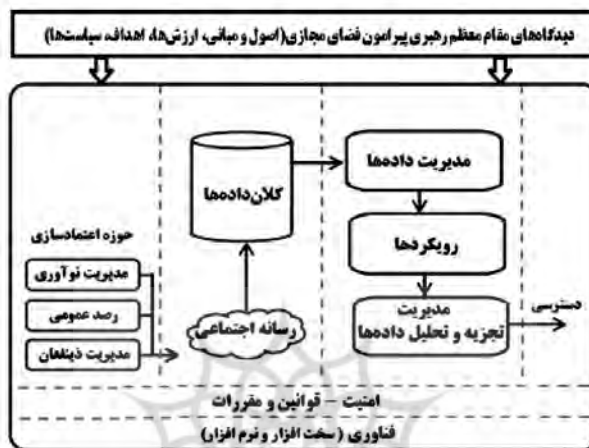 دیدگاه‌های مقام معظم رهبری پیرامون فضای مجازی(اصول و مبانی، ارزش‌ها، اهداف، سیاست‌ها)
مدیریت داده‌ها
رویکردها
مدیریت
تجزیه و تحلیل داده‌ها
دسترسی
کلان‌داده‌ها
رسانه اجتماعی
حوزه اعتمادسازی
مدیریت نوآوری
رصد عمومی
مدیریت ذینفعان
امنیت – قوانین و مقررات
فناوری (سخت افزار و نرم افزار)